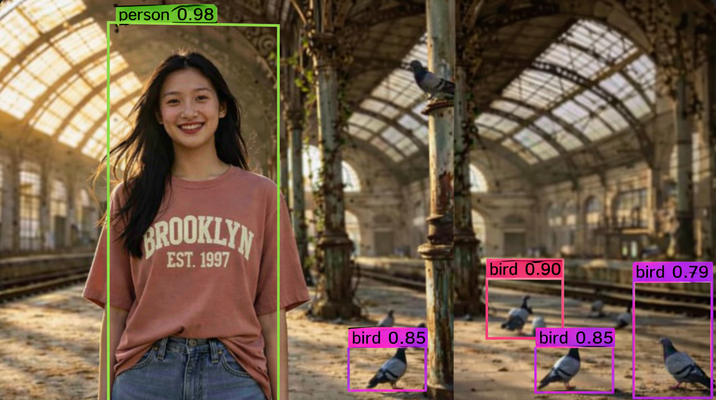 person 0.98
BROOKLYN
EST. 1997
bird 0.90
bird 0.79
bird 0.85
bird 0.85